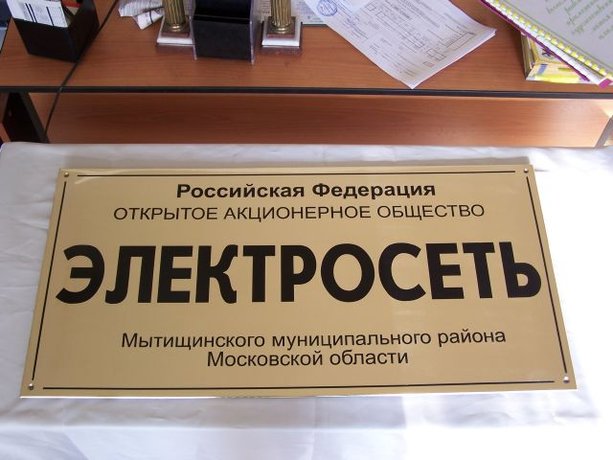 Российская Федерация
ОТКРЫТОЕ АКЦИОНЕРНОЕ ОБЩЕСТВО
ЭЛЕКТРОСЕТЬ
Мытищинского муниципального района
Московской области